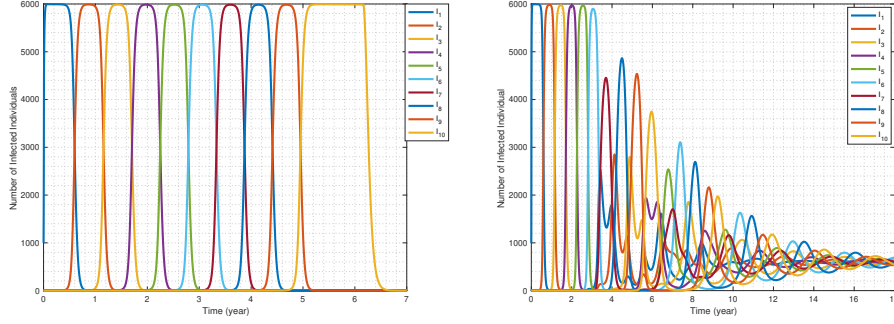 6000
5000
4000
3000
2000
1000
0
Number of Infected Individuals
0 1 2 3 4 5 6
Time (year)
I1
I2
I3
I4
I5
I6
I7
I8
I9
I10
6000
5000
4000
3000
2000
1000
0
Number of Infected Individual
0 2 4 6 8 10 12 14 16
Time (year)
I1
I2
I3
I4
I5
I6
I7
I8
I9
I10